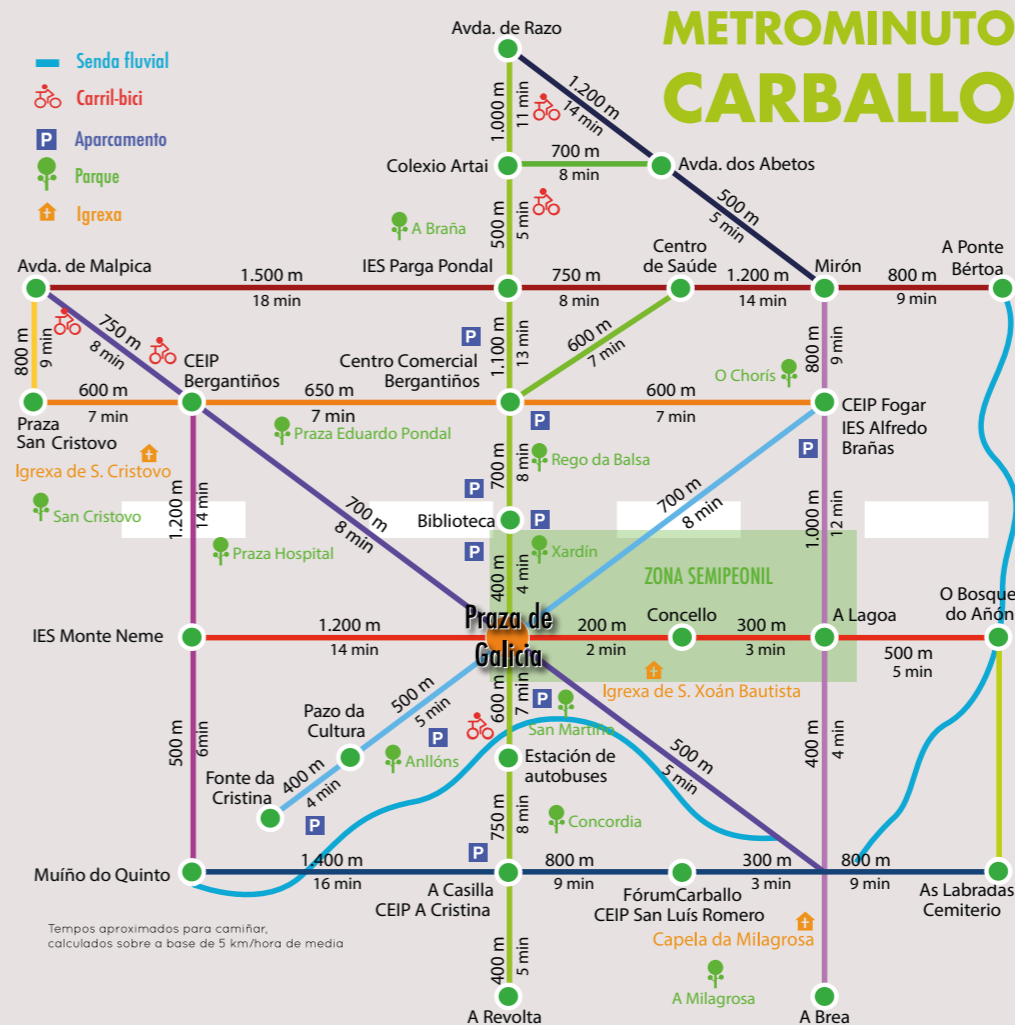 METROMINUTO
CARBALLO
Senda fluvial
Carril-bici
P Aparcamento
Parque
Igrexa
Avda. de Razo
1.000 m
11 min
1.200 m
14 min
Colexio Artai
700 m
8 min
Avda. dos Abetos
500 m
5 min
500 m
5 min
A Braña
Avda. de Malpica
1.500 m
18 min
IES Parga Pondal
750 m
8 min
Centro
de Saúde
1.200 m
14 min
Mirón
800 m
9 min
A Ponte
Bértoa
800 m
9 min
750 m
8 min
P
1.100 m
13 min
600 m
7 min
800 m
9 min
O Chorís
CEIP
Bergantiños
Centro Comercial
Bergantiños
600 m
7 min
650 m
7 min
600 m
7 min
Praza
San Cristovo
CEIP Fogar
IES Alfredo
Brañas
P
P
Praza Eduardo Pondal
Igrexa de S. Cristovo
700 m
8 min
Rego da Balsa
San Cristovo
1.200 m
14 min
Praza Hospital
700 m
8 min
P
P
Biblioteca
P
Xardín
400 m
4 min
700 m
8 min
1.000 m
12 min
ZONA SEMIPEONIL
IES Monte Neme
1.200 m
14 min
Praza de
Galicia
200 m
2 min
Concello
300 m
3 min
A Lagoa
500 m
5 min
O Bosque
do Añón
Igrexa de S. Xoán Bautista
500 m
6min
500 m
5 min
600 m
7 min
P
San Martiño
Pazo da
Cultura
P
Anllóns
Estación de
autobuses
500 m
5 min
400 m
4 min
Fonte da
Cristina
400 m
4 min
P
750 m
8 min
Concordia
P
Muíño do Quinto
1.400 m
16 min
A Casilla
CEIP A Cristina
800 m
9 min
FórumCarballo
CEIP San Luís Romero
300 m
3 min
800 m
9 min
As Labradas
Cemiterio
Capela da Milagrosa
Tempos aproximados para camiñar,
calculados sobre a base de 5 km/hora de media
400 m
5 min
A Milagrosa
A Revolta
A Brea